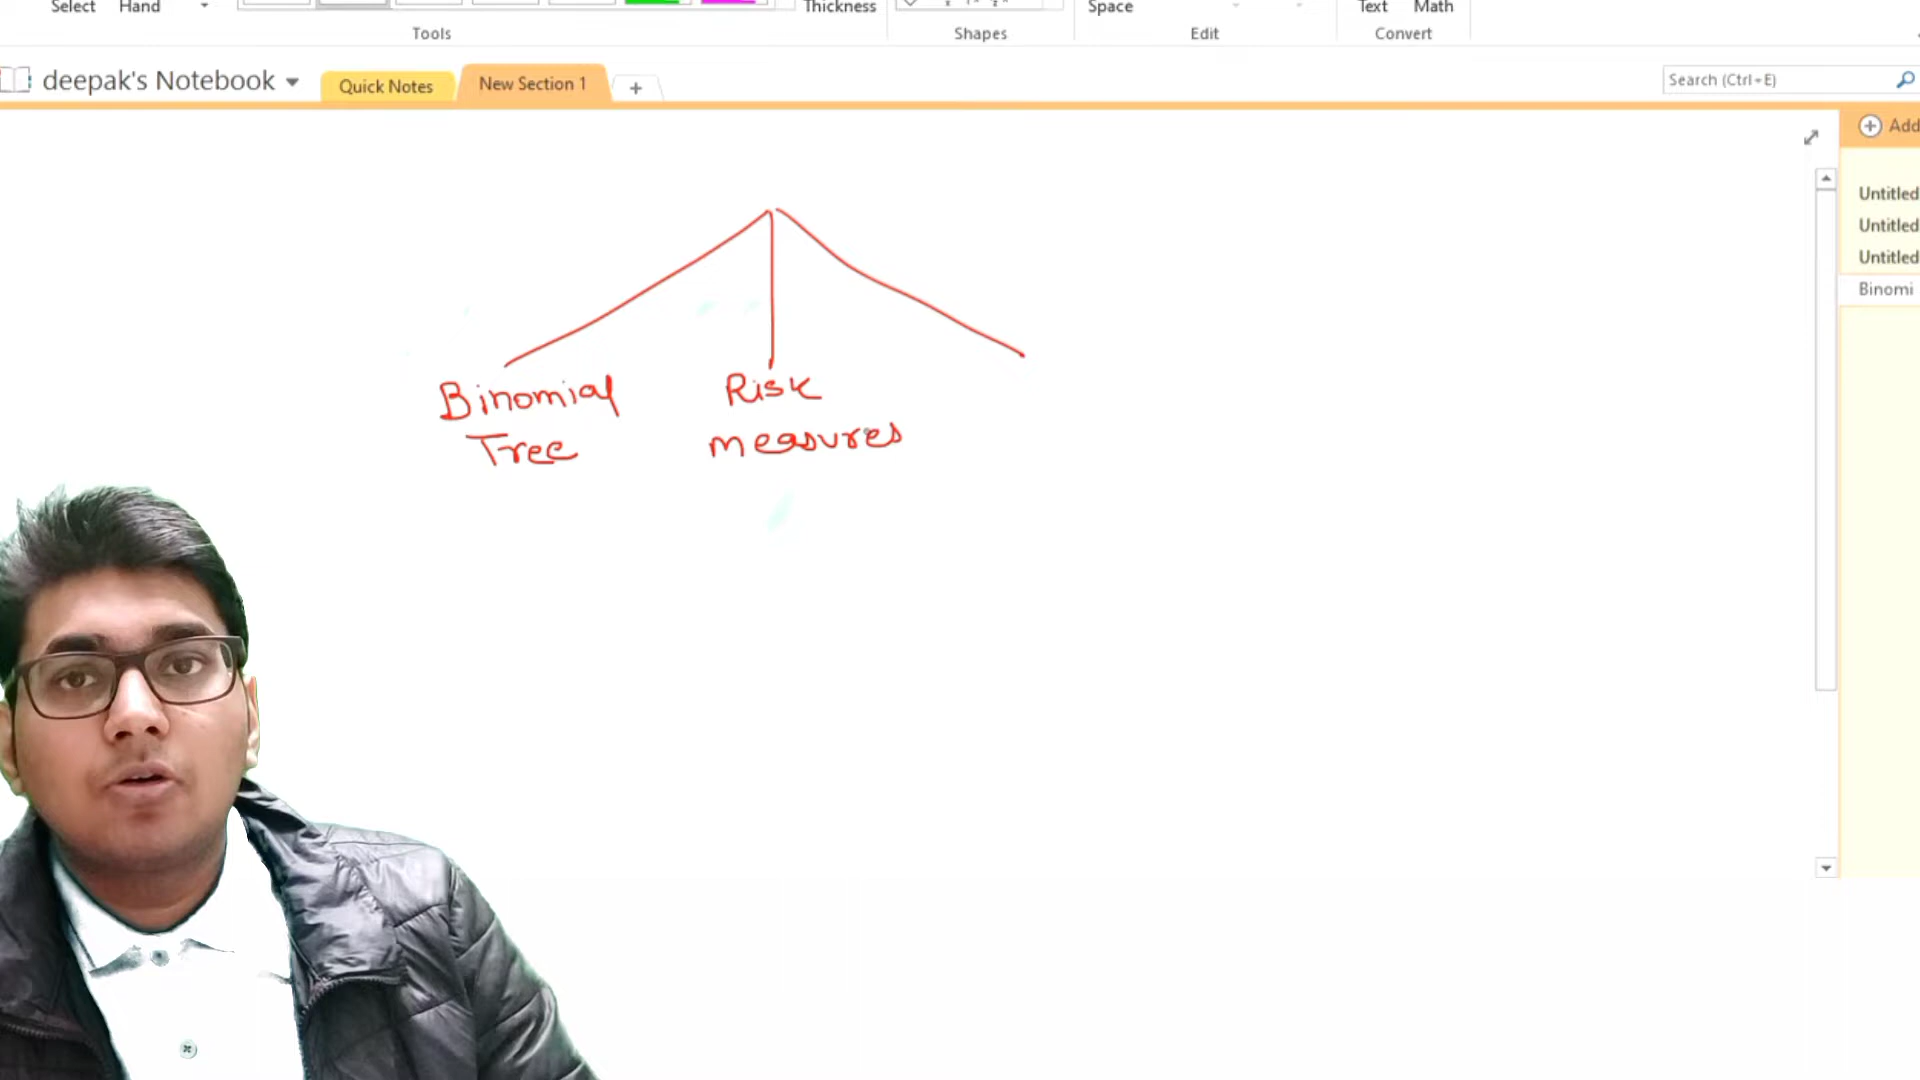 Select Hand Thickness Space Text Math
Tools Shapes Edit Convert
deepak's Notebook Quick Notes New Section 1 + Search (Ctrl+E)
Add
Untitled
Untitled
Untitled
Binomi
Binomial Risk
Tree measures